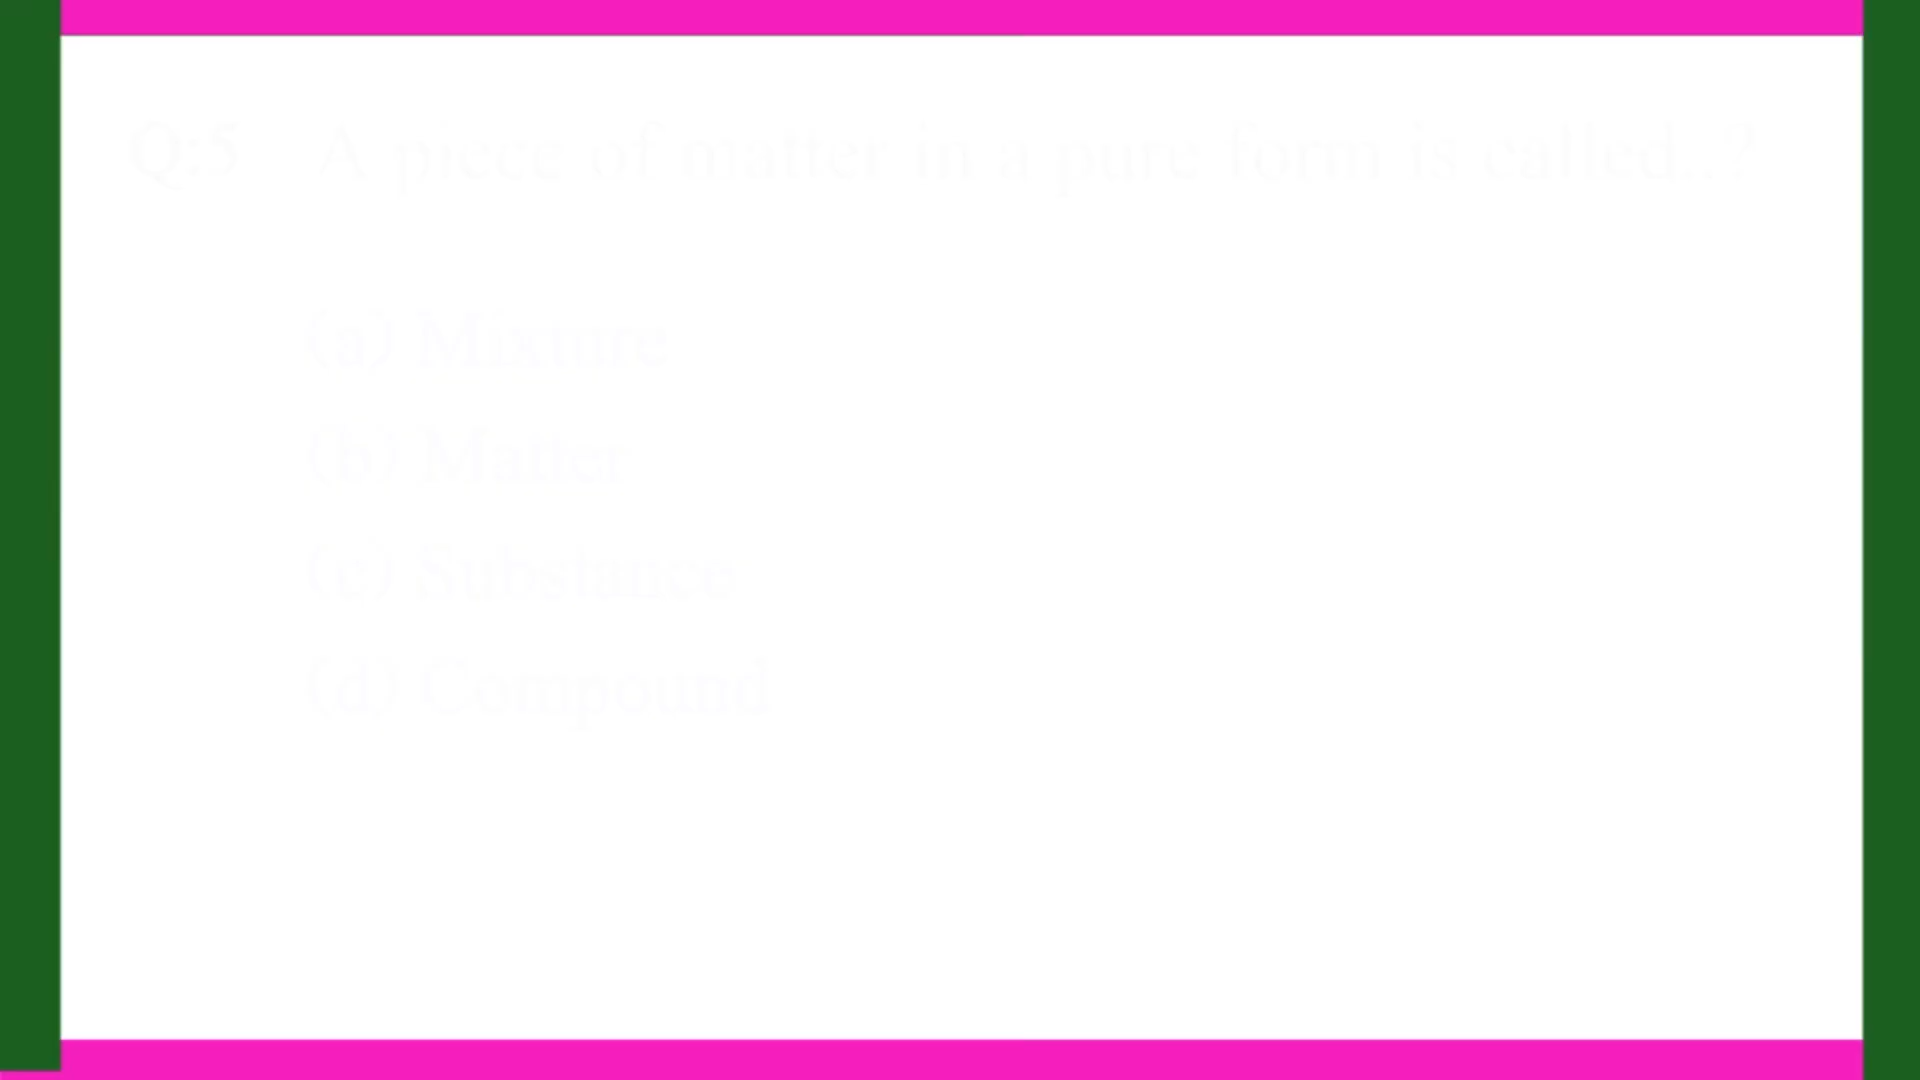 Q:5 A piece of matter in a pure form is called..?
(a) Mixture
(b) Matter
(c) Substance
(d) Compound